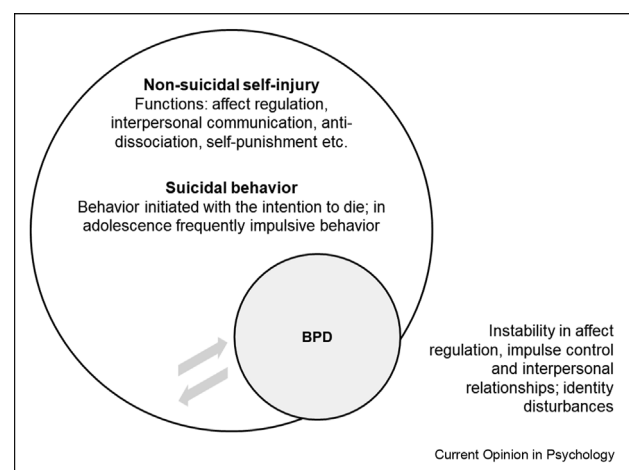 Non-suicidal self-injury
Functions: affect regulation,
interpersonal communication, anti-
dissociation, self-punishment etc.
Suicidal behavior
Behavior initiated with the intention to die; in
adolescence frequently impulsive behavior
BPD
Instability in affect
regulation, impulse control
and interpersonal
relationships; identity
disturbances
Current Opinion in Psychology